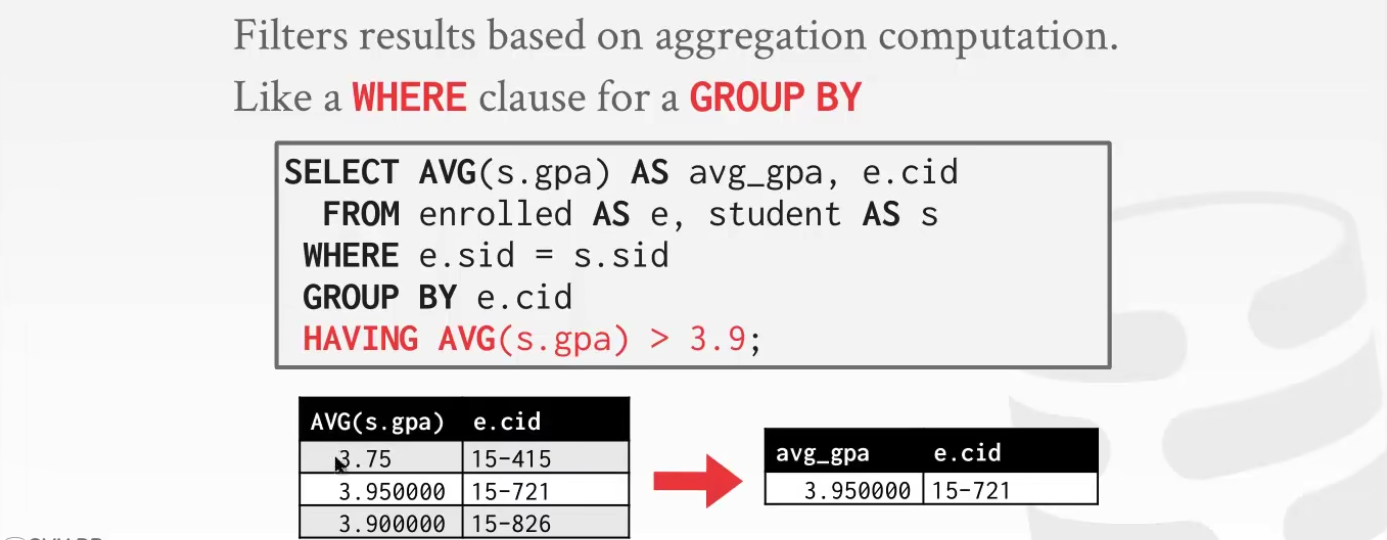 Filters results based on aggregation computation.
Like a WHERE clause for a GROUP BY
SELECT AVG(s.gpa) AS avg_gpa, e.cid
FROM enrolled AS e, student AS s
WHERE e.sid = s.sid
GROUP BY e.cid
HAVING AVG(s.gpa) > 3.9;
AVG(s.gpa) e.cid
3.75 15-415
3.950000 15-721
3.900000 15-826
avg_gpa e.cid
3.950000 15-721